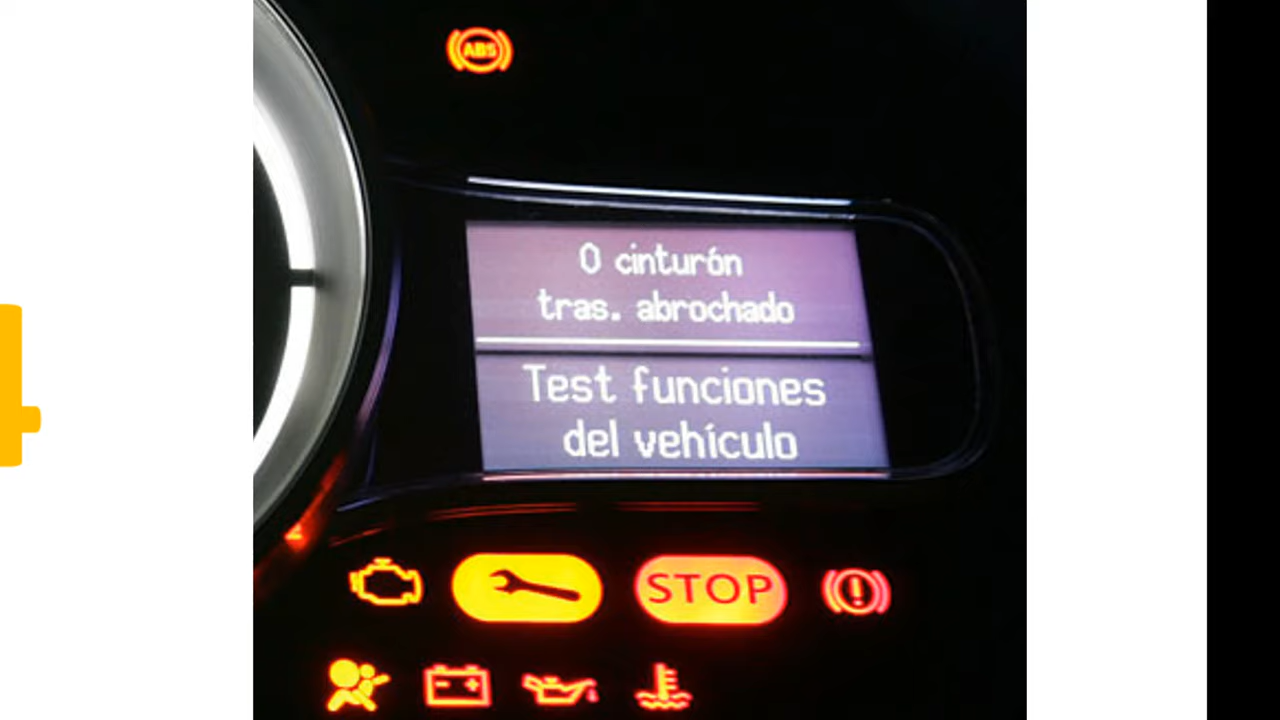 ABS
0 cinturón
tras. abrochado
Test funciones
del vehículo
STOP